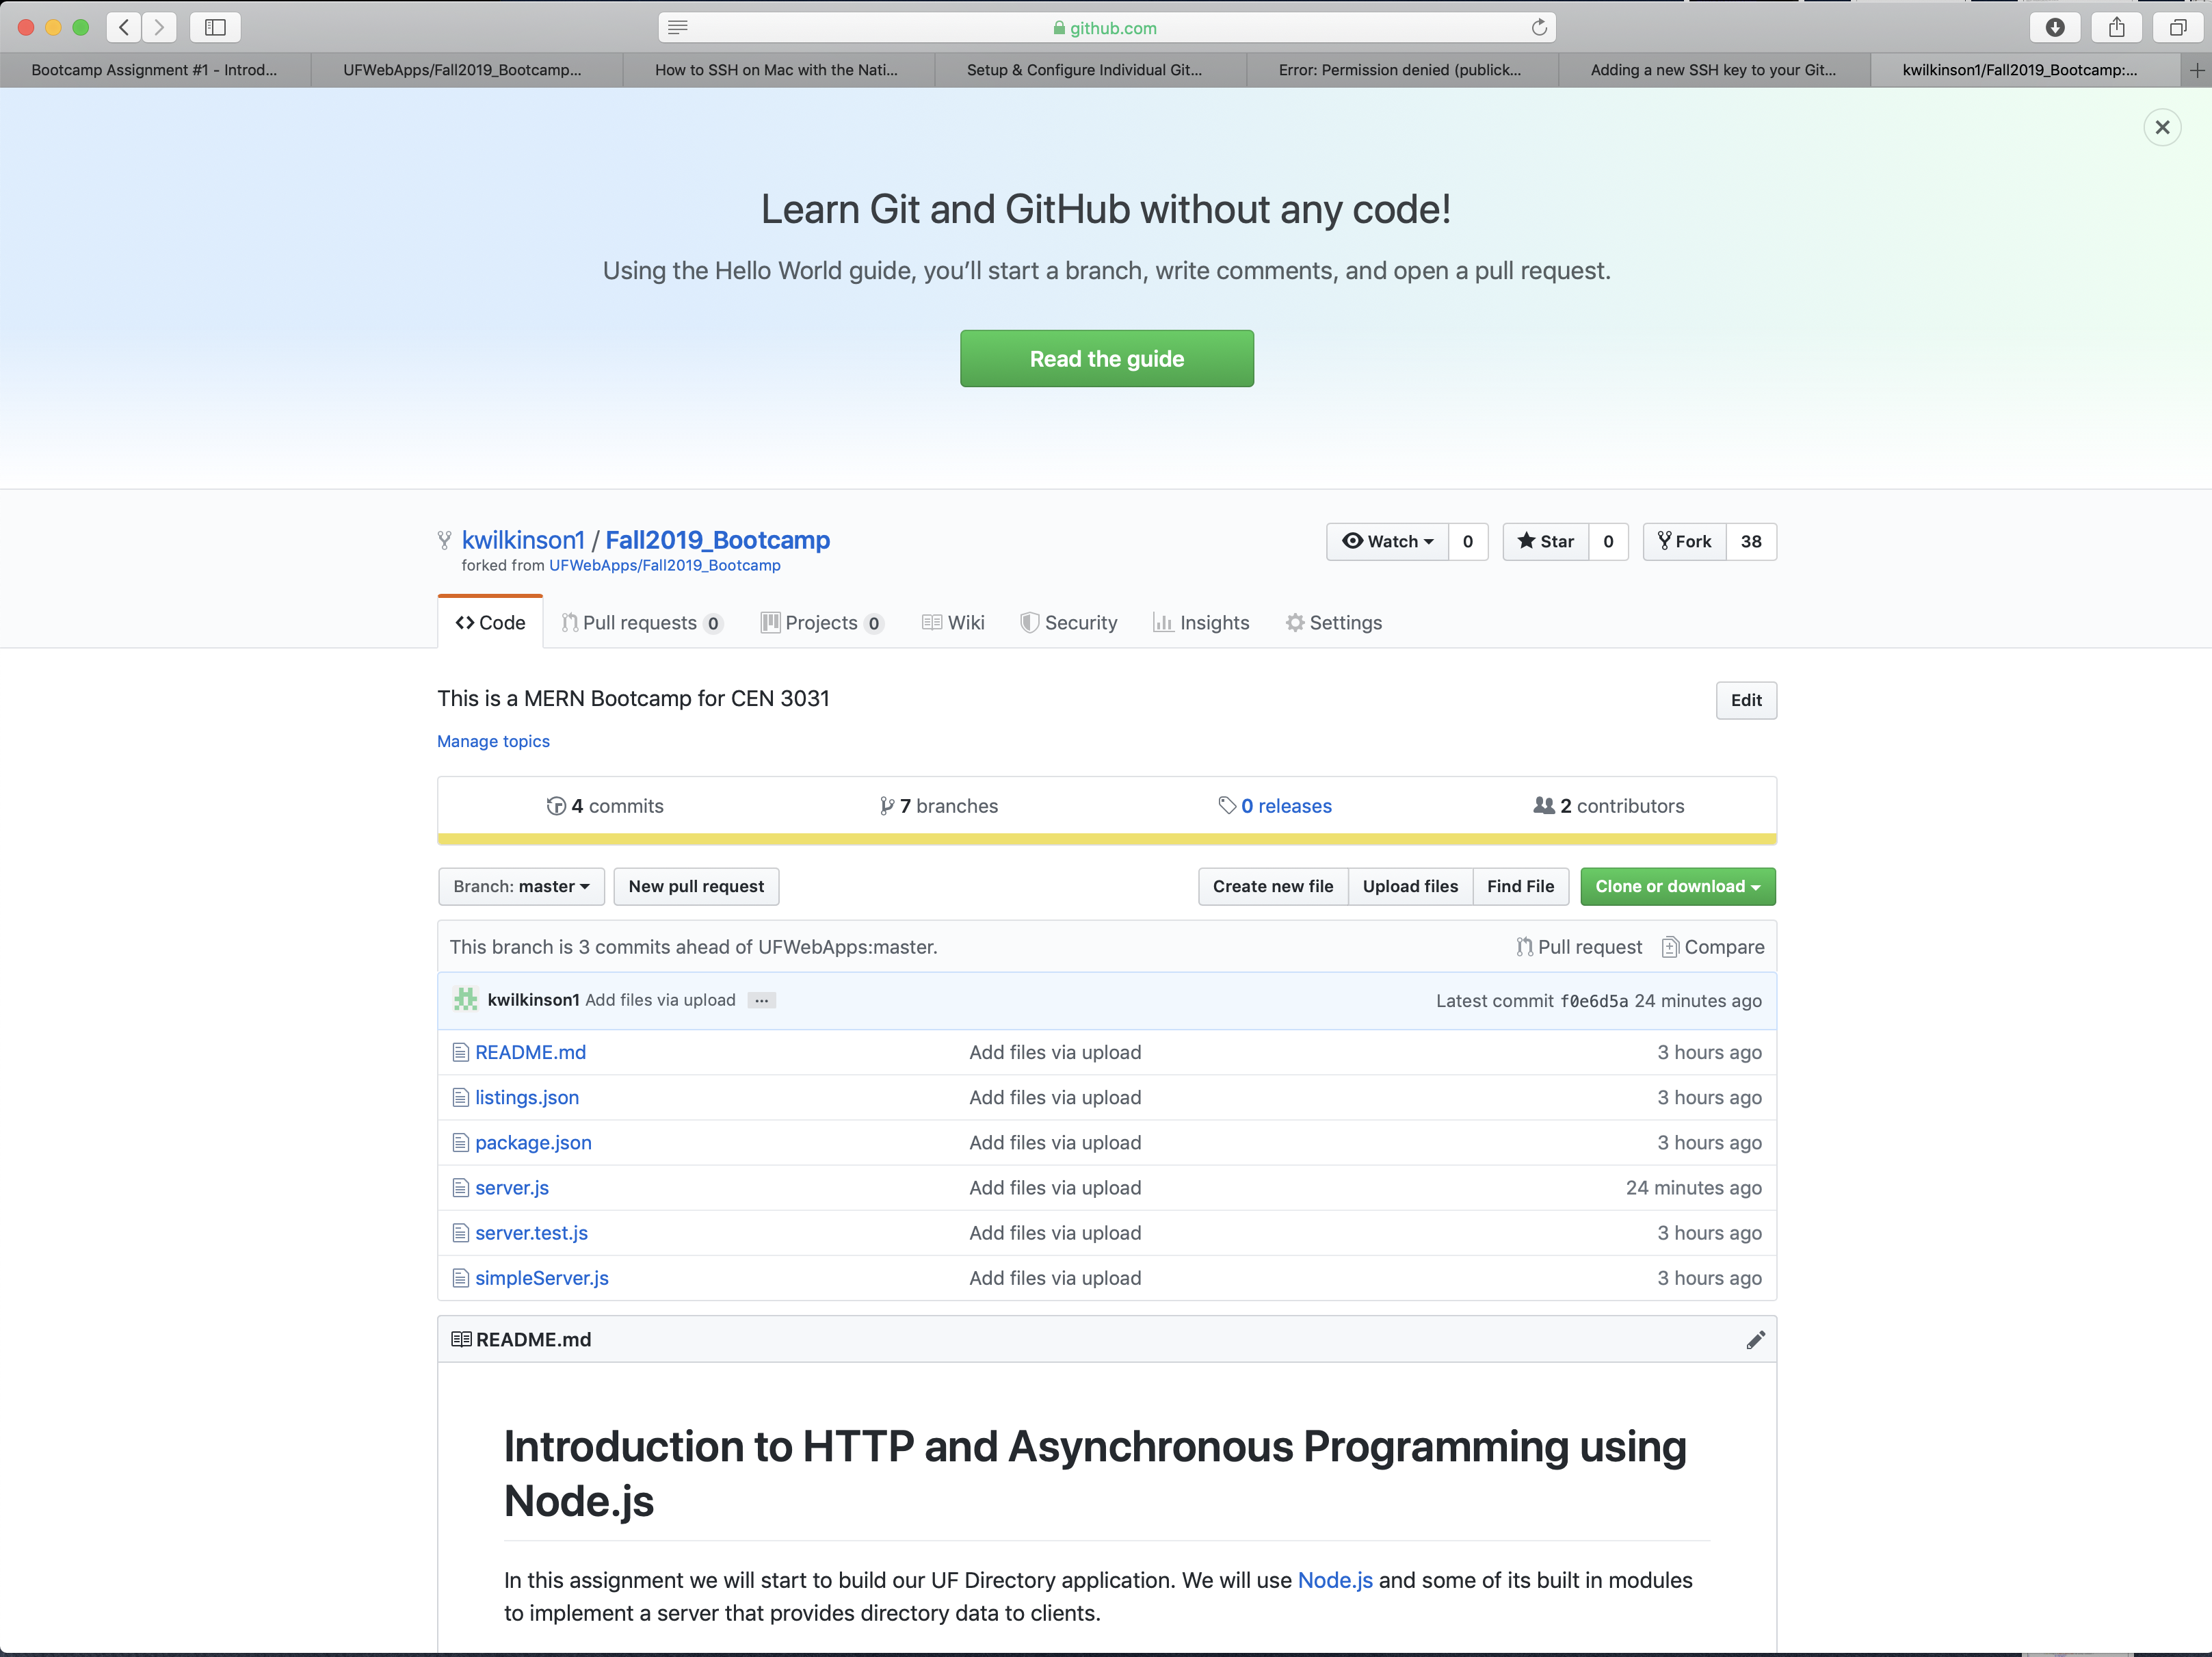 github.com
Bootcamp Assignment #1 - Introd...
UFWebApps/Fall2019_Bootcamp...
How to SSH on Mac with the Nati...
Setup & Configure Individual Git...
Error: Permission denied (publick...
Adding a new SSH key to your Git...
kwilkinson1/Fall2019_Bootcamp:...
Learn Git and GitHub without any code!
Using the Hello World guide, you’ll start a branch, write comments, and open a pull request.
Read the guide
kwilkinson1 / Fall2019_Bootcamp
Watch 0 Star 0 Fork 38
forked from UFWebApps/Fall2019_Bootcamp
Code Pull requests 0 Projects 0 Wiki Security Insights Settings
This is a MERN Bootcamp for CEN 3031
Edit
Manage topics
4 commits 7 branches 0 releases 2 contributors
Branch: master New pull request Create new file Upload files Find File Clone or download
This branch is 3 commits ahead of UFWebApps:master. Pull request Compare
kwilkinson1 Add files via upload ... Latest commit f0e6d5a 24 minutes ago
README.md Add files via upload 3 hours ago
listings.json Add files via upload 3 hours ago
package.json Add files via upload 3 hours ago
server.js Add files via upload 24 minutes ago
server.test.js Add files via upload 3 hours ago
simpleServer.js Add files via upload 3 hours ago
README.md
Introduction to HTTP and Asynchronous Programming using
Node.js
In this assignment we will start to build our UF Directory application. We will use Node.js and some of its built in modules
to implement a server that provides directory data to clients.